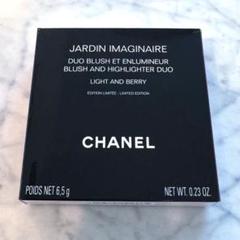 JARDIN IMAGINAIRE
DUO BLUSH ET ENLUMINEUR
BLUSH AND HIGHLIGHTER DUO
LIGHT AND BERRY
ÉDITION LIMITÉE - LIMITED EDITION
CHANEL
POIDS NET 6,5 g NET WT. 0.23 OZ.